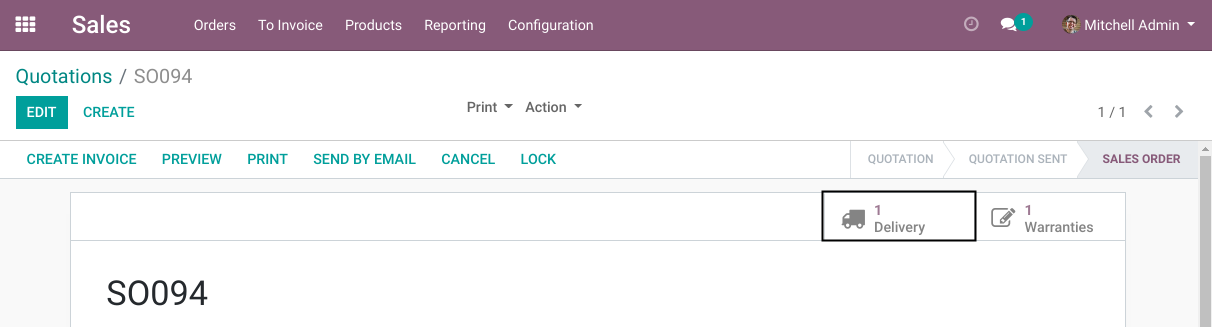 Sales Orders To Invoice Products Reporting Configuration 1 Mitchell Admin
Quotations / SO094
EDIT CREATE Print Action 1 / 1
CREATE INVOICE PREVIEW PRINT SEND BY EMAIL CANCEL LOCK QUOTATION QUOTATION SENT SALES ORDER
1 1
Delivery Warranties
SO094